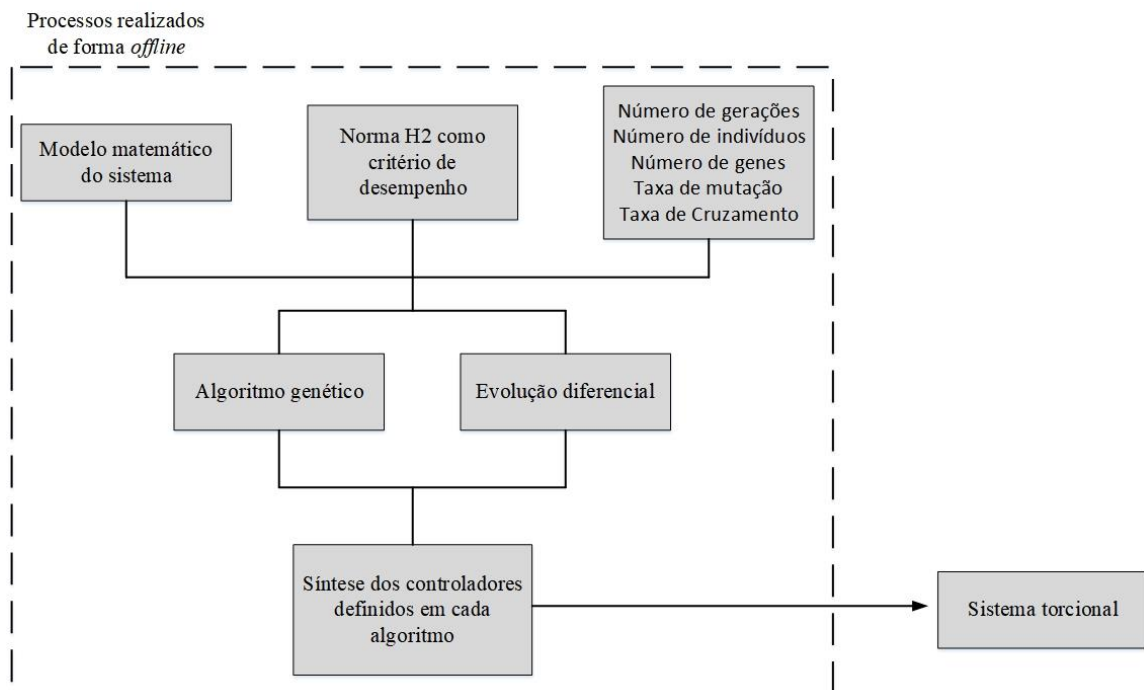 Processos realizados
de forma offline
Modelo matemático
do sistema
Norma H2 como
critério de
desempenho
Número de gerações
Número de indivíduos
Número de genes
Taxa de mutação
Taxa de Cruzamento
Algoritmo genético
Evolução diferencial
Síntese dos controladores
definidos em cada
algoritmo
Sistema torcional